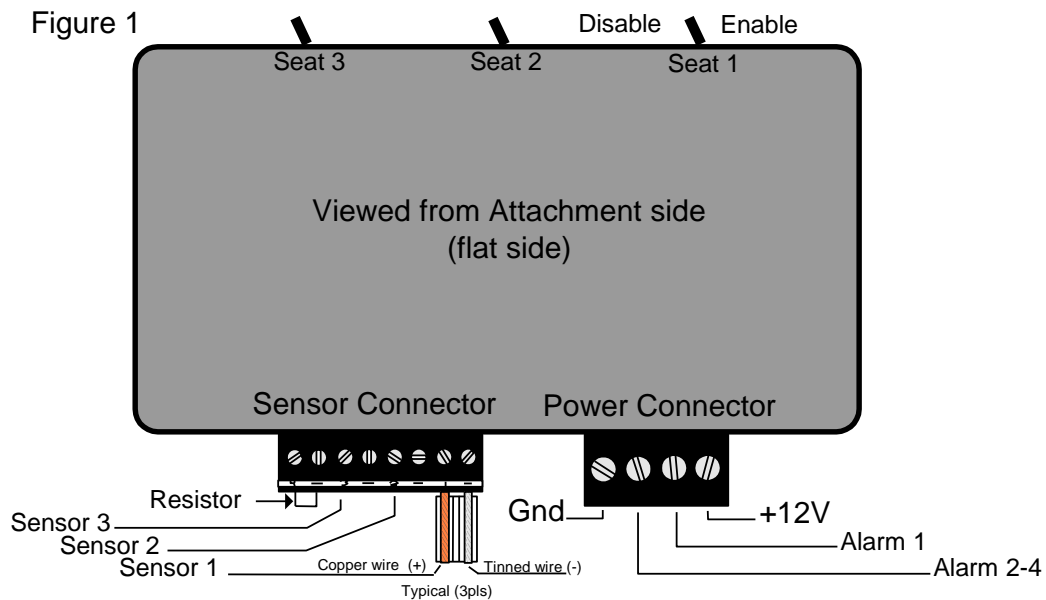 Figure 1
Disable Enable
Seat 3 Seat 2 Seat 1
Viewed from Attachment side
(flat side)
Sensor Connector Power Connector
Resistor
Gnd +12V
Sensor 3
Sensor 2
Alarm 1
Sensor 1 Copper wire (+) Tinned wire (-) Alarm 2-4
Typical (3pls)